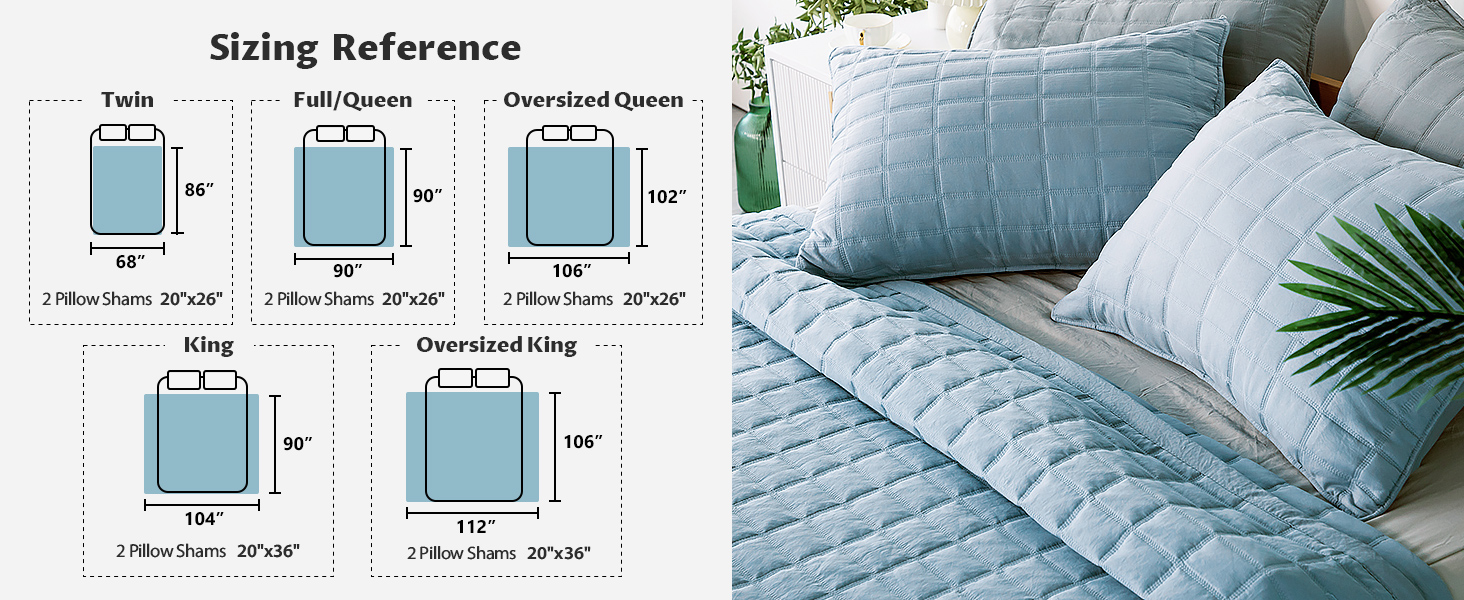 Sizing Reference
Twin
86”
68”
2 Pillow Shams 20"x26"
Full/Queen
90”
90”
2 Pillow Shams 20"x26"
Oversized Queen
102”
106”
2 Pillow Shams 20"x26"
King
90”
104”
2 Pillow Shams 20"x36"
Oversized King
106”
112”
2 Pillow Shams 20"x36"